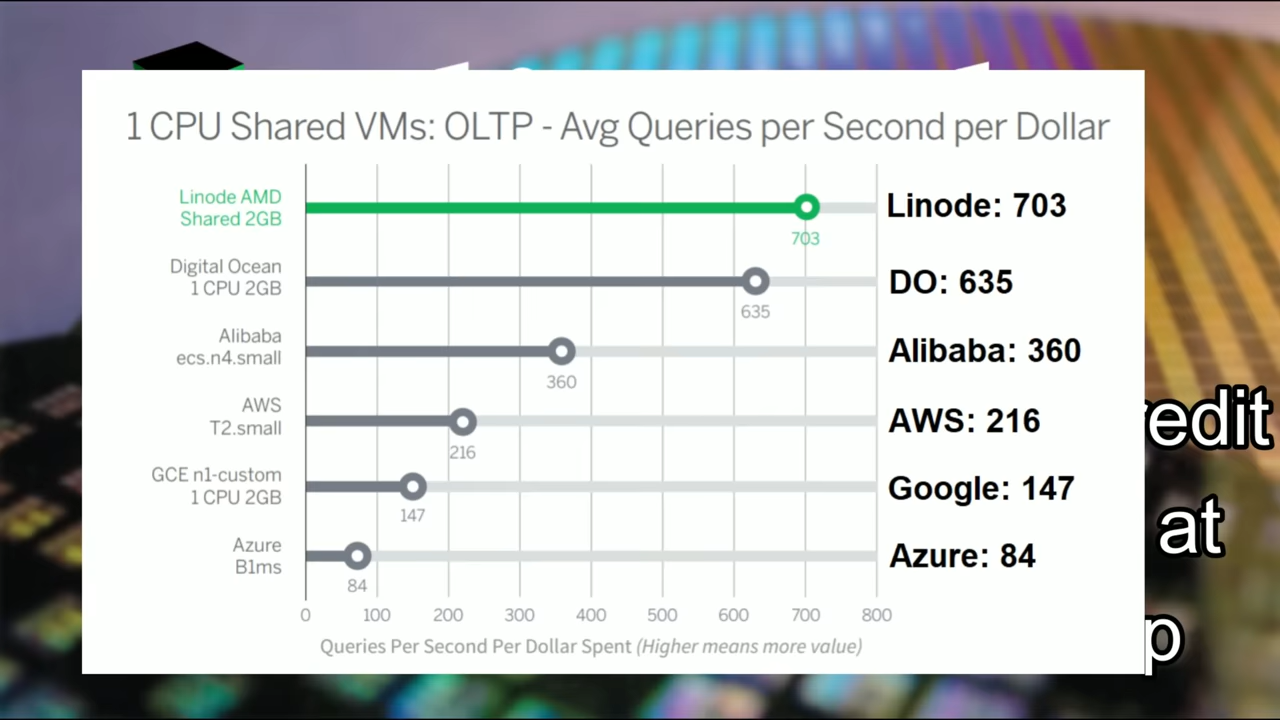 1 CPU Shared VMs: OLTP - Avg Queries per Second per Dollar
Linode AMD
Shared 2GB
703
Linode: 703
Digital Ocean
1 CPU 2GB
635
DO: 635
Alibaba
ecs.n4.small
360
Alibaba: 360
AWS
T2.small
216
AWS: 216
GCE n1-custom
1 CPU 2GB
147
Google: 147
Azure
B1ms
84
Azure: 84
0 100 200 300 400 500 600 700 800
Queries Per Second Per Dollar Spent (Higher means more value)
at